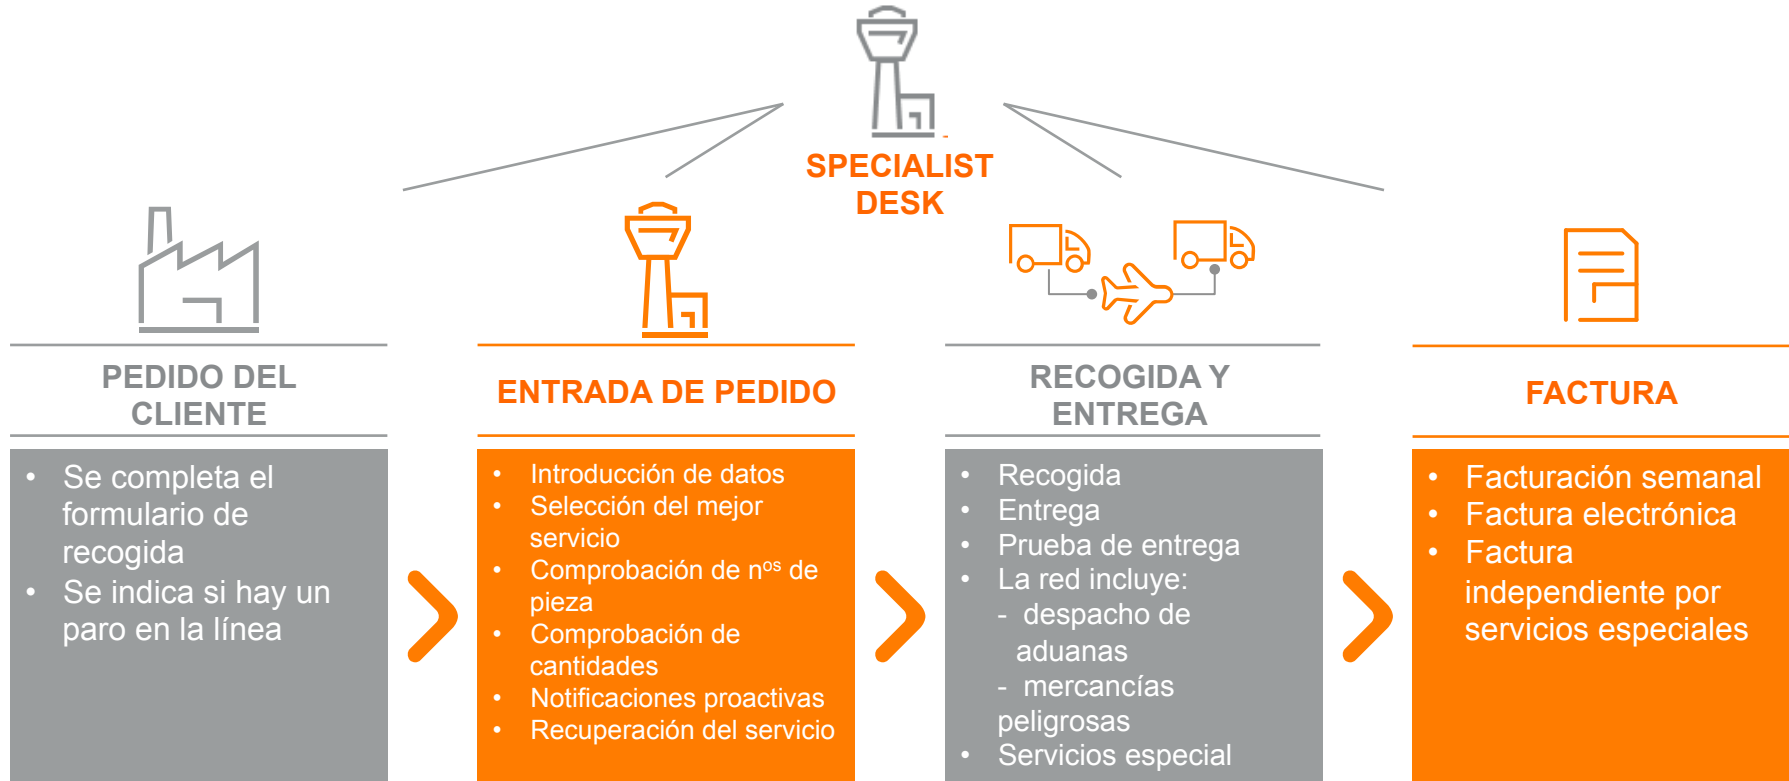 SPECIALIST
DESK
PEDIDO DEL
CLIENTE
• Se completa el
formulario de
recogida
• Se indica si hay un
paro en la línea
ENTRADA DE PEDIDO
• Introducción de datos
• Selección del mejor
servicio
• Comprobación de nos de
pieza
• Comprobación de
cantidades
• Notificaciones proactivas
• Recuperación del servicio
RECOGIDA Y
ENTREGA
• Recogida
• Entrega
• Prueba de entrega
• La red incluye:
- despacho de
aduanas
- mercancías
peligrosas
• Servicios especial
FACTURA
• Facturación semanal
• Factura electrónica
• Factura
independiente por
servicios especiales